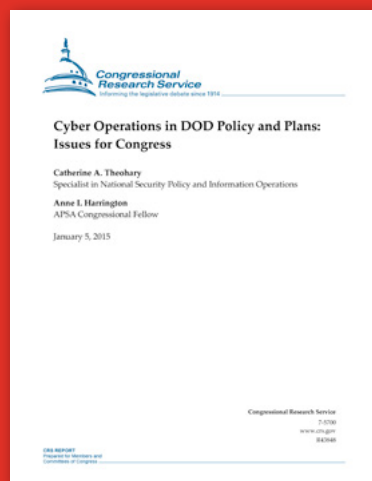 Congressional
Research Service
Informing the legislative debate since 1914
Cyber Operations in DOD Policy and Plans:
Issues for Congress
Catherine A. Theohary
Specialist in National Security Policy and Information Operations
Anne I. Harrington
APSA Congressional Fellow
January 5, 2015
Congressional Research Service
7-5700
www.crs.gov
R43848
CRS REPORT
Prepared for Members and
Committees of Congress